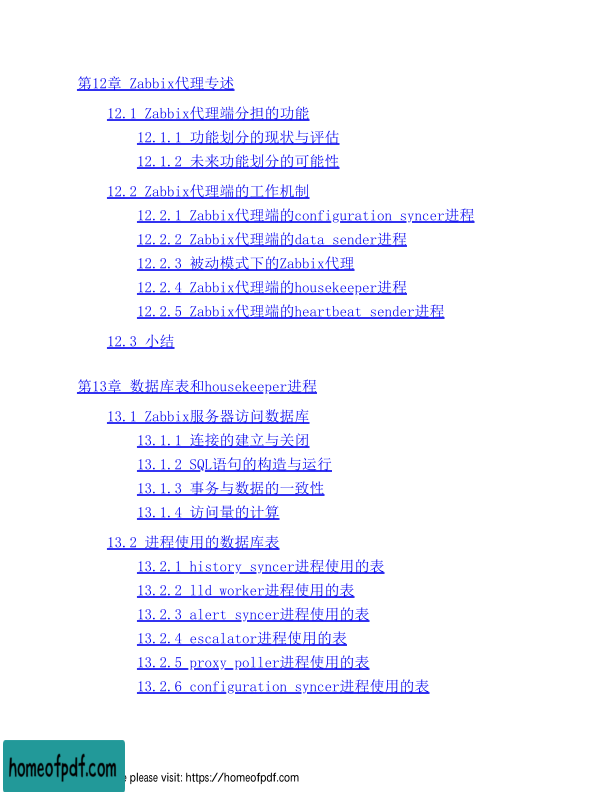 第12章 Zabbix代理专述
12.1 Zabbix代理端分担的功能
12.1.1 功能划分的现状与评估
12.1.2 未来功能划分的可能性
12.2 Zabbix代理端的工作机制
12.2.1 Zabbix代理端的configuration syncer进程
12.2.2 Zabbix代理端的data sender进程
12.2.3 被动模式下的Zabbix代理
12.2.4 Zabbix代理端的housekeeper进程
12.2.5 Zabbix代理端的heartbeat sender进程
12.3 小结
第13章 数据库表和housekeeper进程
13.1 Zabbix服务器访问数据库
13.1.1 连接的建立与关闭
13.1.2 SQL语句的构造与运行
13.1.3 事务与数据的一致性
13.1.4 访问量的计算
13.2 进程使用的数据库表
13.2.1 history syncer进程使用的表
13.2.2 lld worker进程使用的表
13.2.3 alert syncer进程使用的表
13.2.4 escalator进程使用的表
13.2.5 proxy poller进程使用的表
13.2.6 configuration syncer进程使用的表
homeofpdf.com
please visit: https://homeofpdf.com